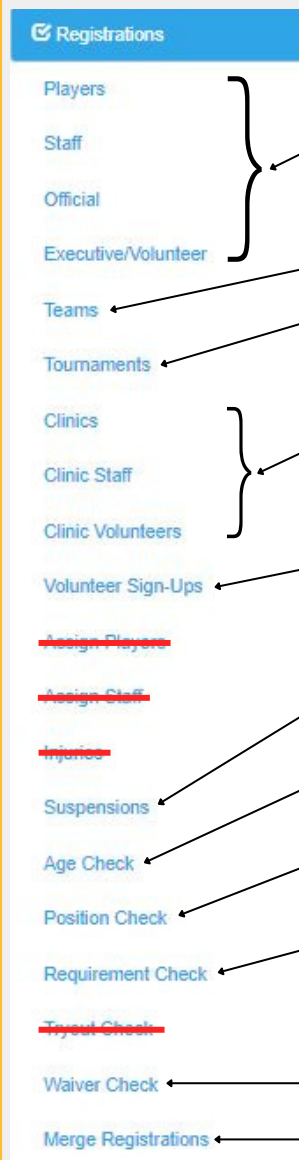 Registrations
Players
Staff
Official
Executive/Volunteer
Teams
Tournaments
Clinics
Clinic Staff
Clinic Volunteers
Volunteer Sign-Ups
Assign Players
Assign Staff
Injuries
Suspensions
Age Check
Position Check
Requirement Check
Tryout Check
Waiver Check
Merge Registrations